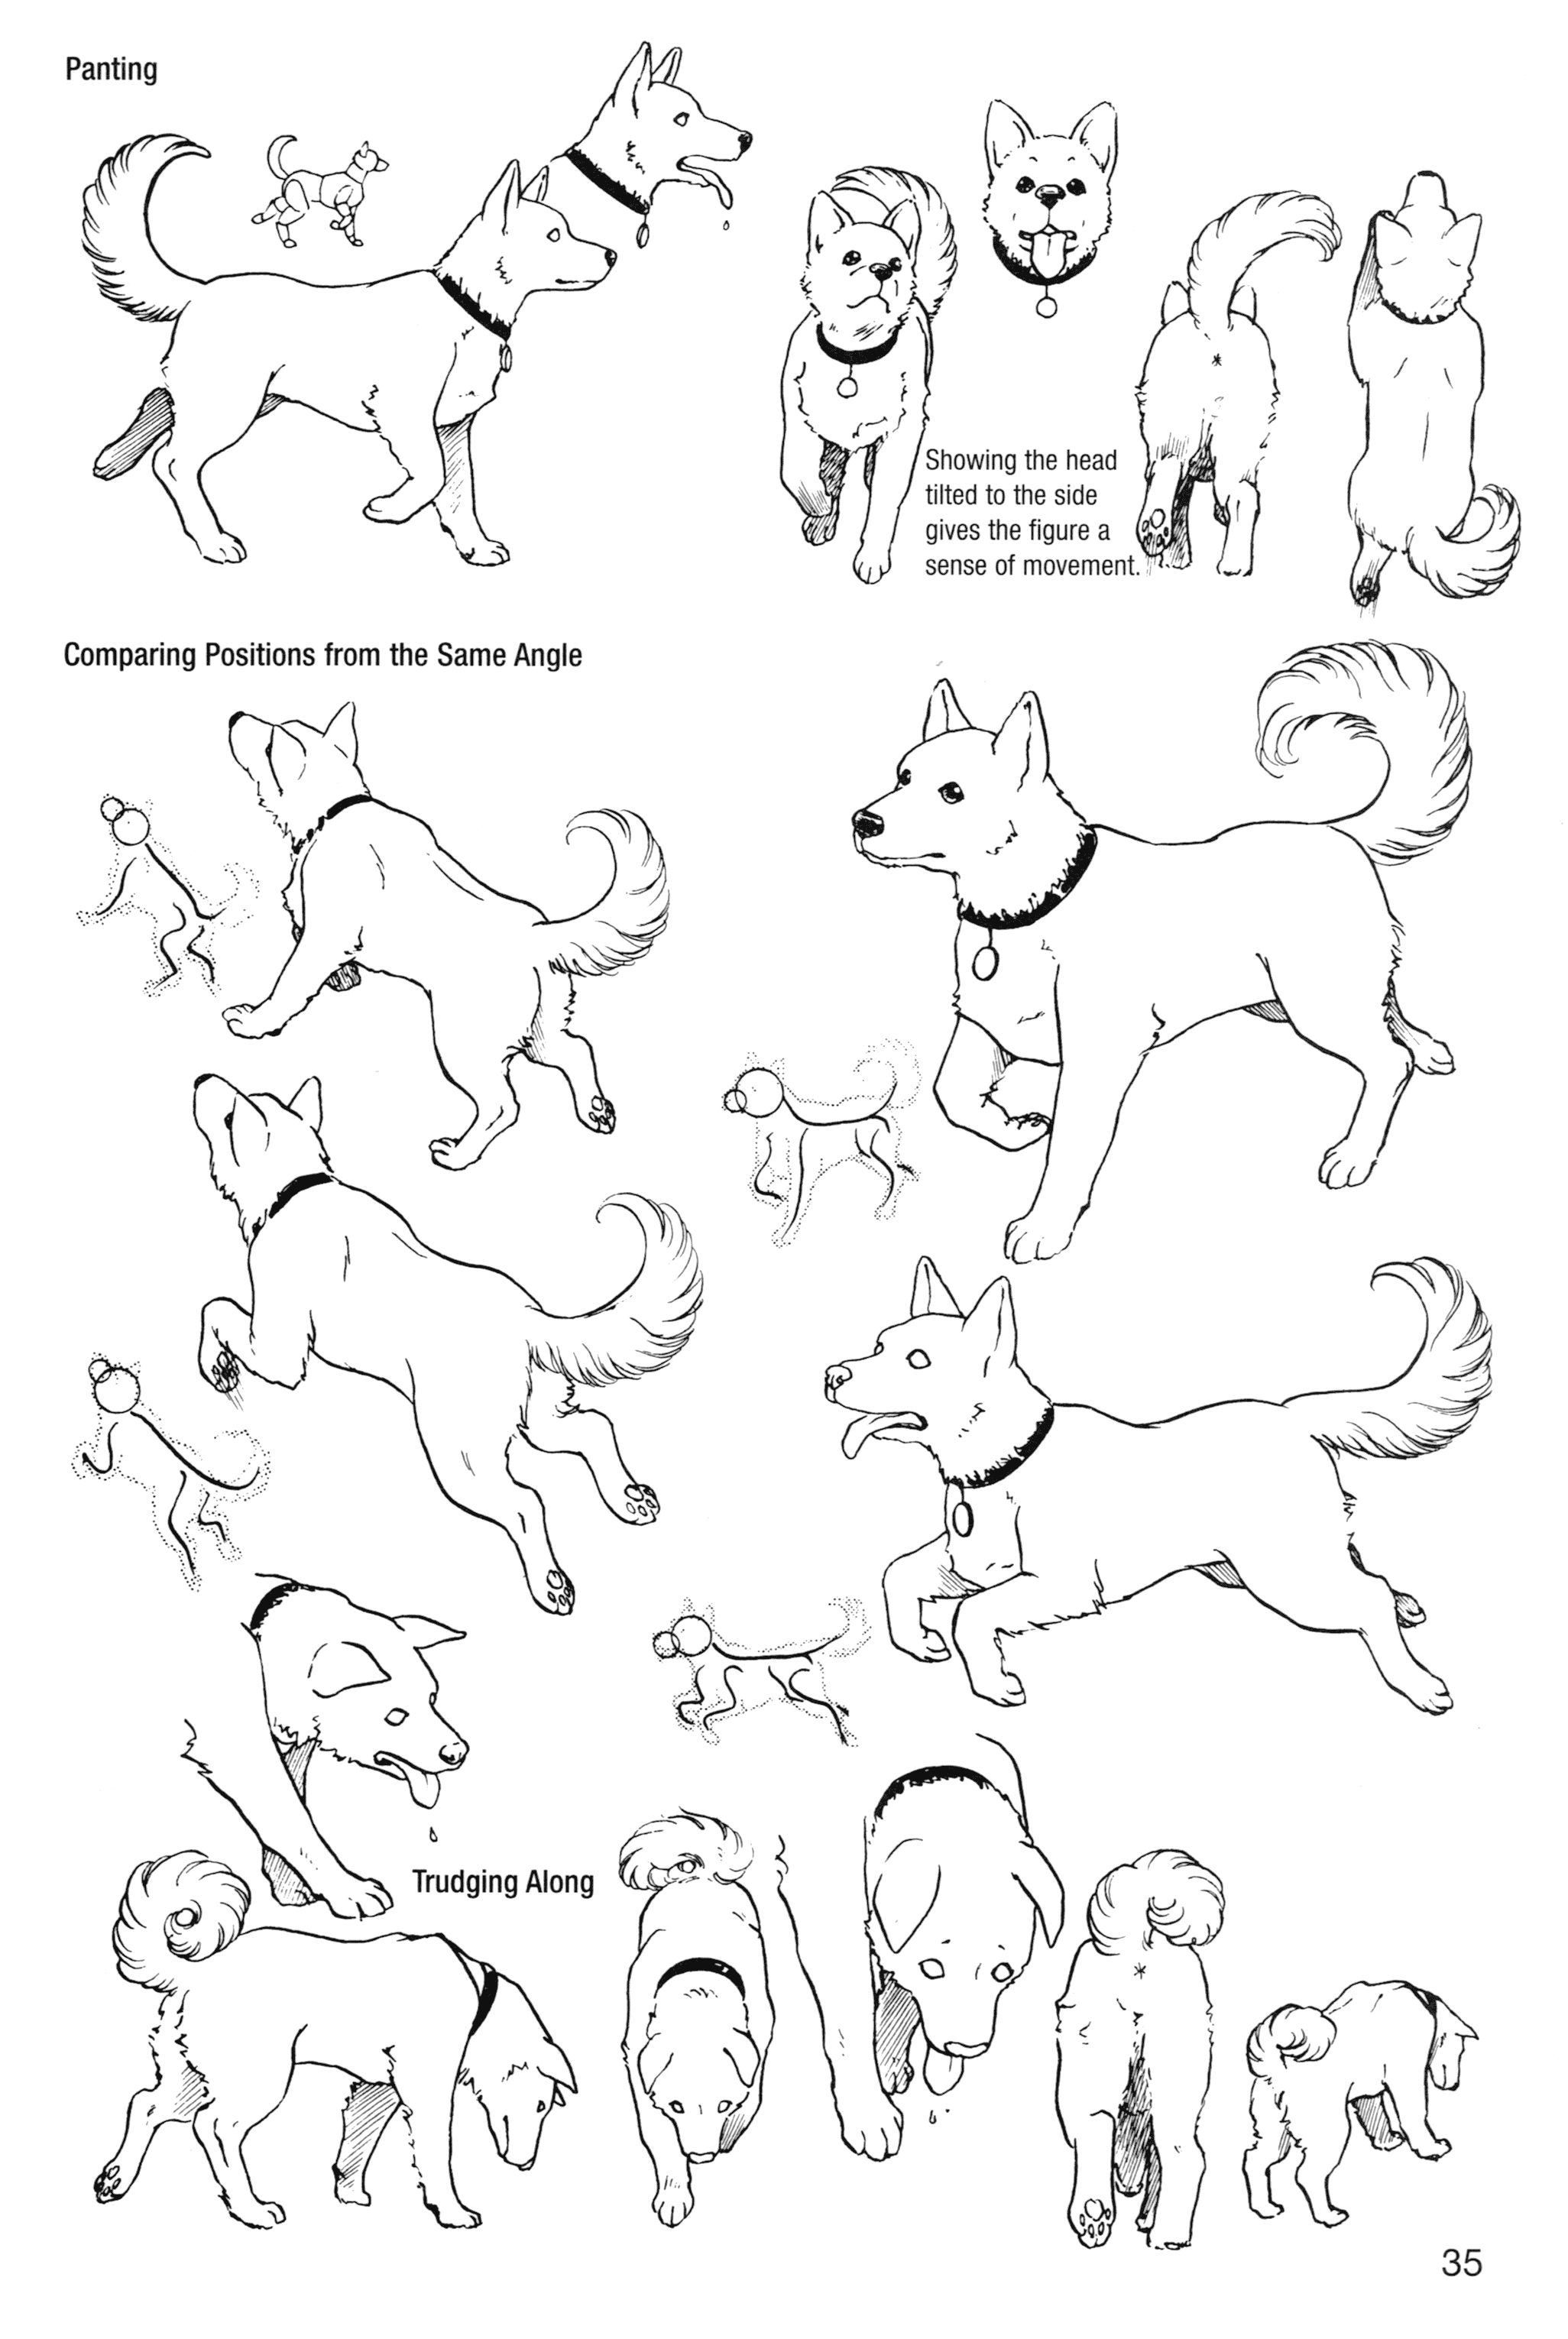 Panting
Showing the head
tilted to the side
gives the figure a
sense of movement.
Comparing Positions from the Same Angle
Trudging Along
35